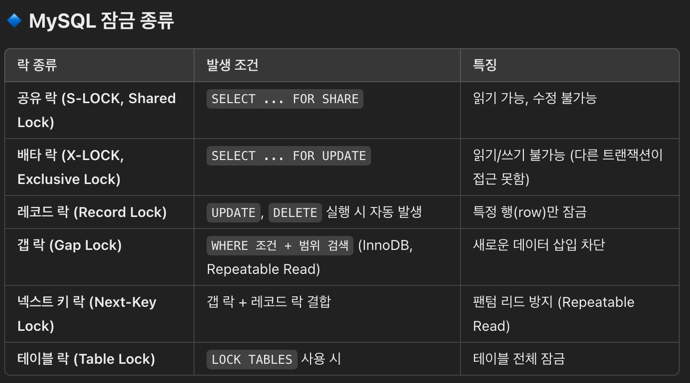 MySQL 잠금 종류
락 종류
발생 조건
특징
공유 락 (S-LOCK, Shared
Lock)
SELECT ... FOR SHARE
읽기 가능, 수정 불가능
배타 락 (X-LOCK,
Exclusive Lock)
SELECT ... FOR UPDATE
읽기/쓰기 불가능 (다른 트랜잭션이
접근 못함)
레코드 락 (Record Lock)
UPDATE, DELETE 실행 시 자동 발생
특정 행(row)만 잠금
갭 락 (Gap Lock)
WHERE 조건 + 범위 검색 (InnoDB,
Repeatable Read)
새로운 데이터 삽입 차단
넥스트 키 락 (Next-Key
Lock)
갭 락 + 레코드 락 결합
팬텀 리드 방지 (Repeatable
Read)
테이블 락 (Table Lock)
LOCK TABLES 사용 시
테이블 전체 잠금